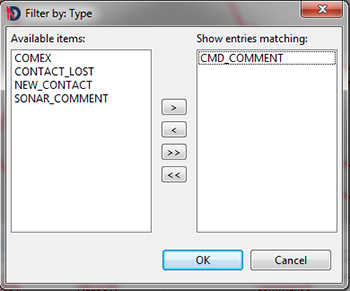 Filter by: Type
Available items:
Show entries matching:
COMEX
CONTACT_LOST
NEW_CONTACT
SONAR_COMMENT
CMD_COMMENT
>
<
>>
<<
OK
Cancel